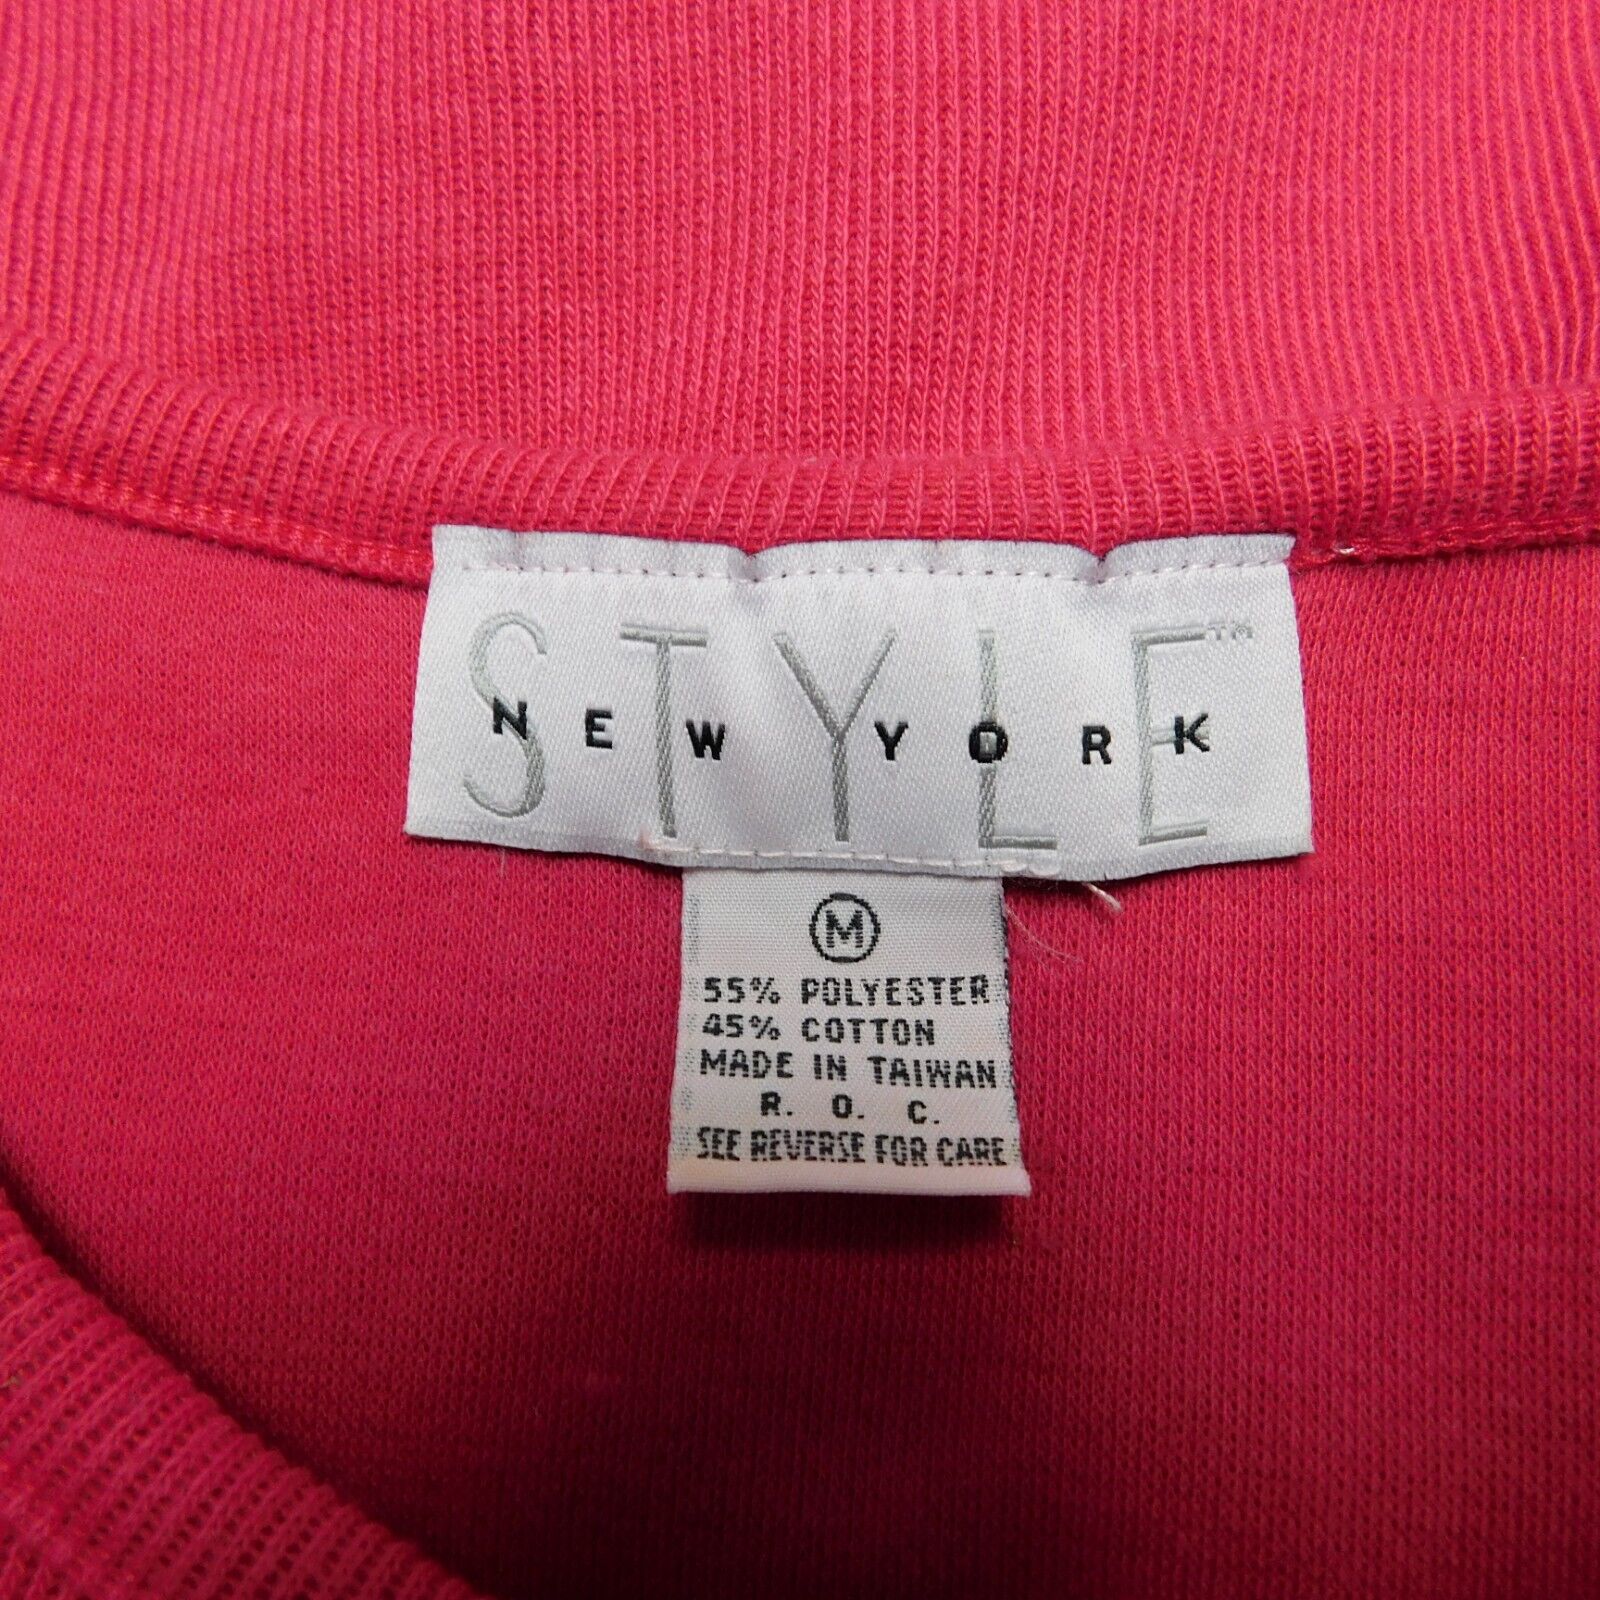 STYLE™
NEW YORK
M
55% POLYESTER
45% COTTON
MADE IN TAIWAN
R. O. C.
SEE REVERSE FOR CARE